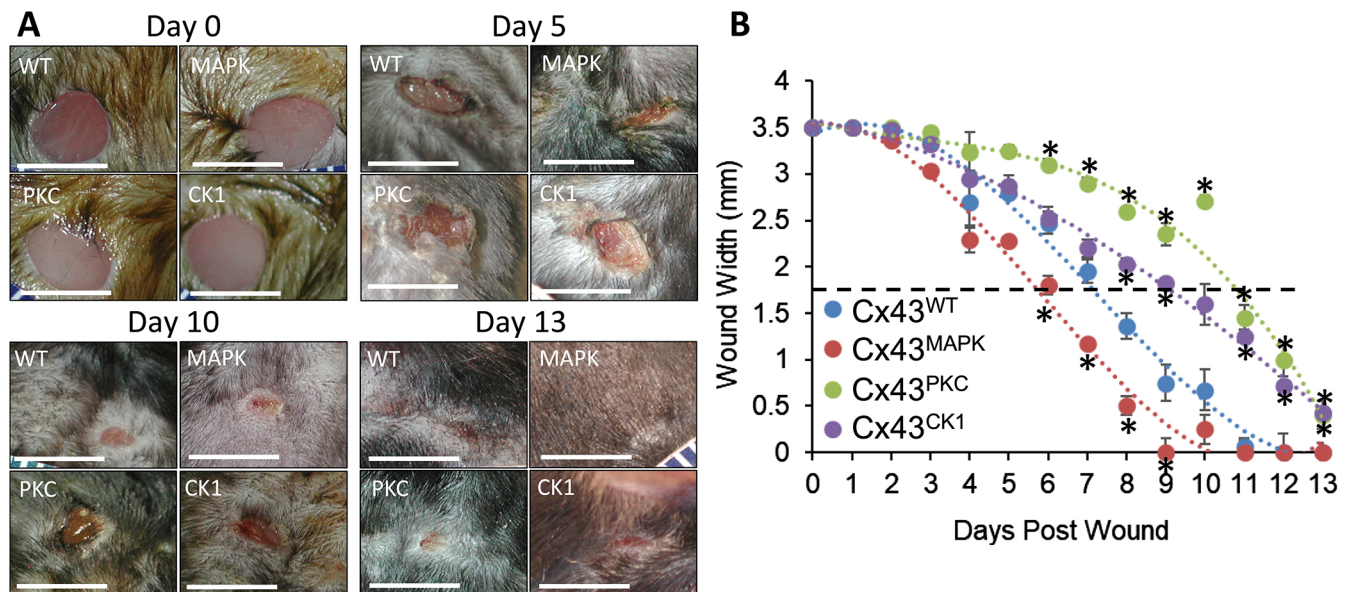 A
Day 0
Day 5
WT
MAPK
WT
MAPK
PKC
CK1
PKC
CK1
Day 10
Day 13
WT
MAPK
WT
MAPK
PKC
CK1
PKC
CK1
B
Wound Width (mm)
4
3.5
3
2.5
2
1.5
1
0.5
0
* * * * * * * * * * * * * * * * * *
Cx43WT
Cx43MAPK
Cx43PKC
Cx43CK1
0 1 2 3 4 5 6 7 8 9 10 11 12 13
Days Post Wound